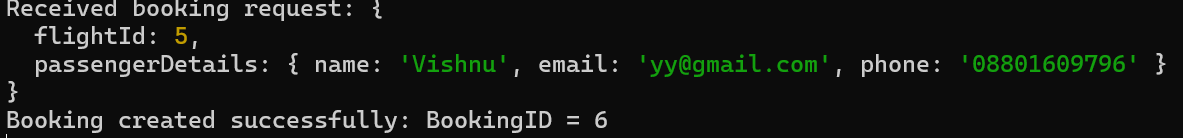 Received booking request: {
  flightId: 5,
  passengerDetails: { name: 'Vishnu', email: 'yy@gmail.com', phone: '08801609796' }
}
Booking created successfully: BookingID = 6